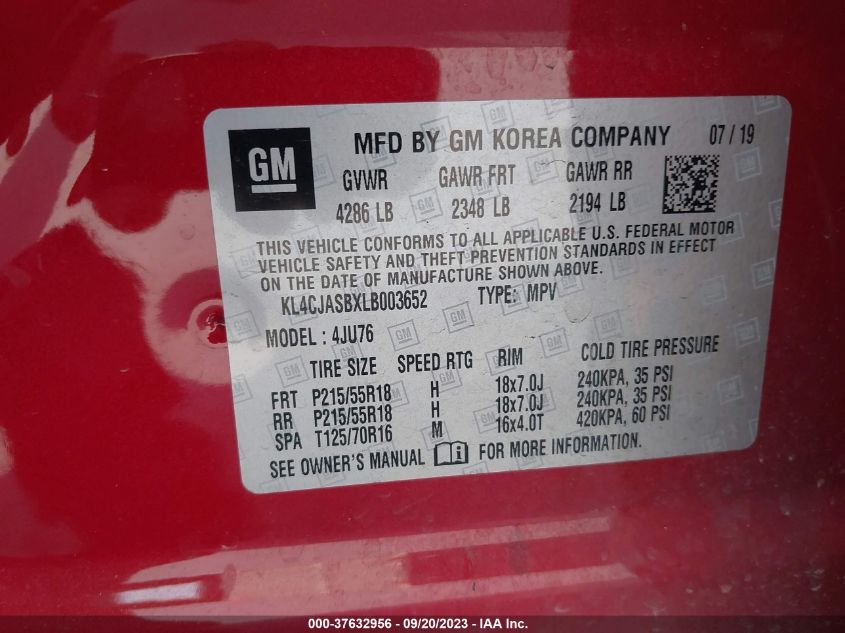 GM MFD BY GM KOREA COMPANY 07 / 19
GVWR GAWR FRT GAWR RR
4286 LB 2348 LB 2194 LB
THIS VEHICLE CONFORMS TO ALL APPLICABLE U.S. FEDERAL MOTOR
VEHICLE SAFETY AND THEFT PREVENTION STANDARDS IN EFFECT
ON THE DATE OF MANUFACTURE SHOWN ABOVE.
KL4CJASBXLB003652 TYPE: MPV
MODEL : 4JU76
TIRE SIZE SPEED RTG RIM COLD TIRE PRESSURE
FRT P215/55R18 H 18x7.0J 240KPA, 35 PSI
RR P215/55R18 H 18x7.0J 240KPA, 35 PSI
SPA T125/70R16 M 16x4.0T 420KPA, 60 PSI
SEE OWNER'S MANUAL FOR MORE INFORMATION.
000-37632956 - 09/20/2023 - IAA Inc.